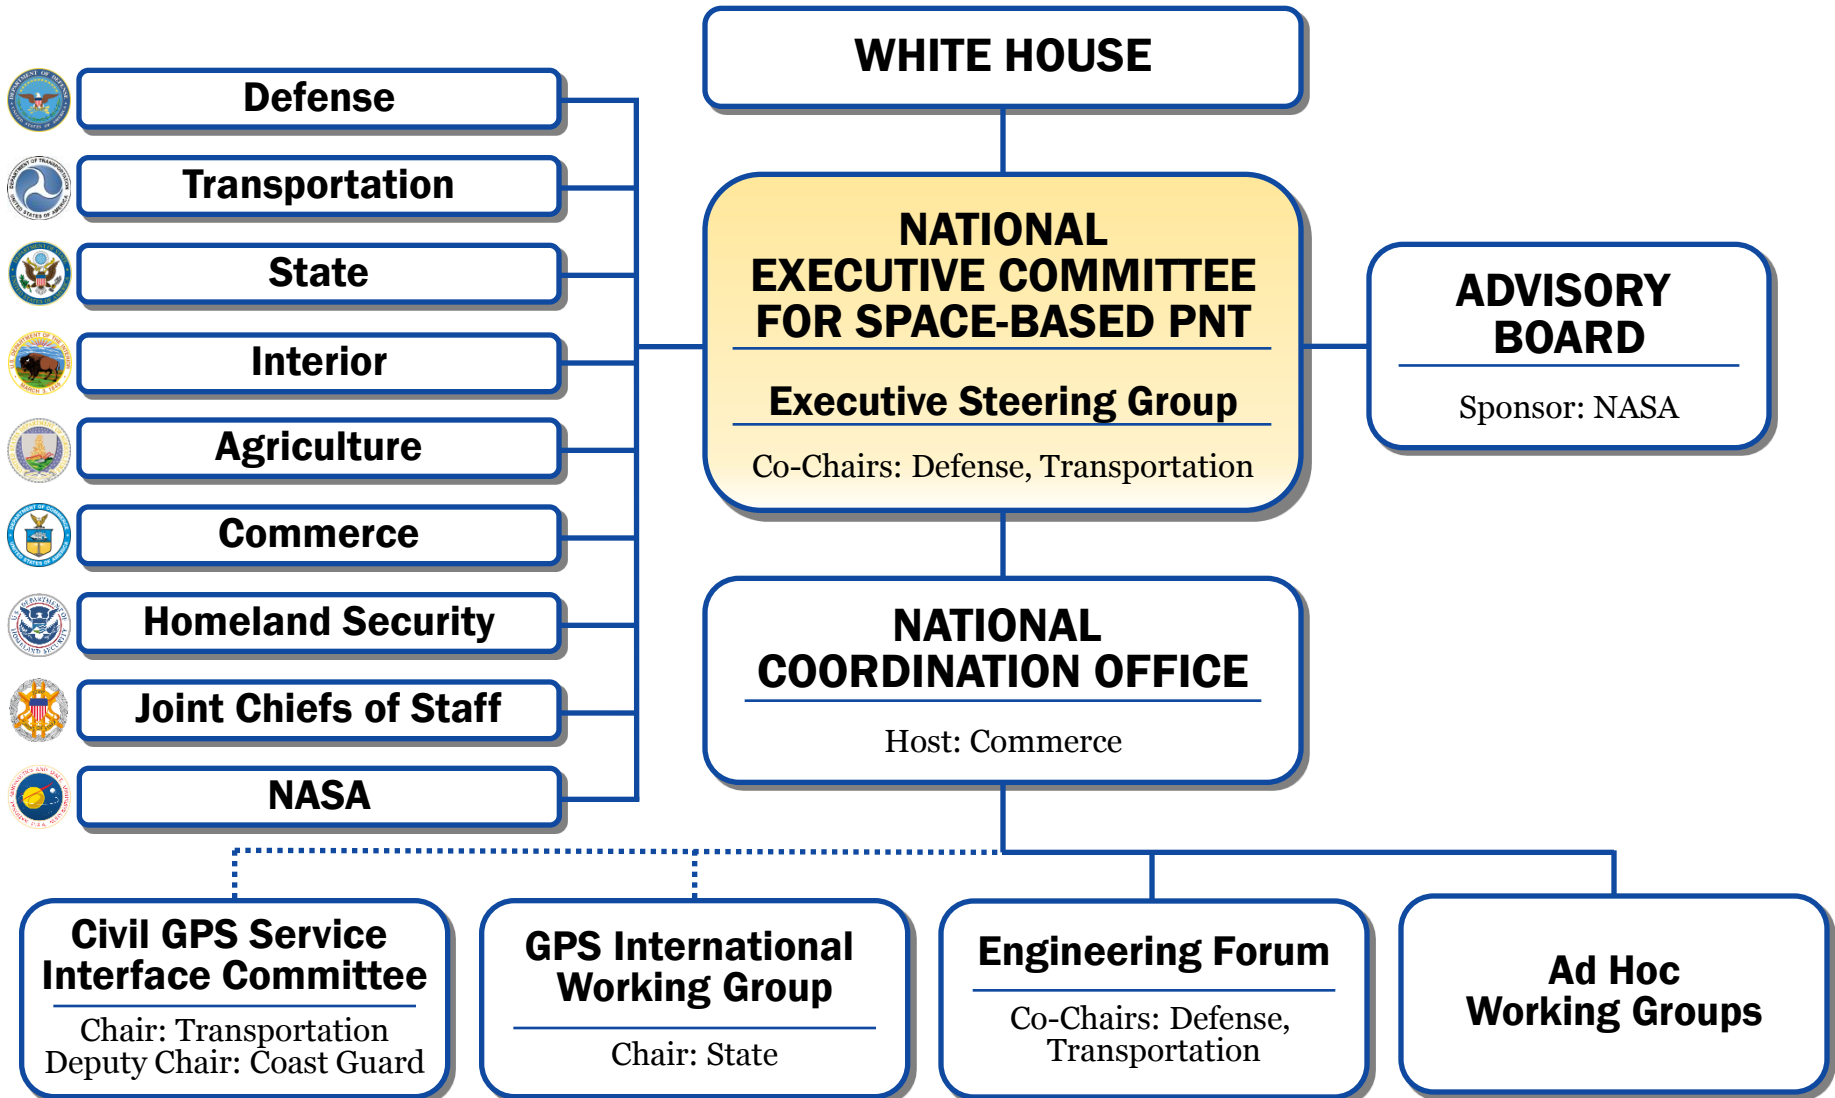 WHITE HOUSE
Defense
Transportation
State
Interior
Agriculture
Commerce
Homeland Security
Joint Chiefs of Staff
NASA
NATIONAL
EXECUTIVE COMMITTEE
FOR SPACE-BASED PNT
Executive Steering Group
Co-Chairs: Defense, Transportation
ADVISORY
BOARD
Sponsor: NASA
NATIONAL
COORDINATION OFFICE
Host: Commerce
Civil GPS Service
Interface Committee
Chair: Transportation
Deputy Chair: Coast Guard
GPS International
Working Group
Chair: State
Engineering Forum
Co-Chairs: Defense,
Transportation
Ad Hoc
Working Groups